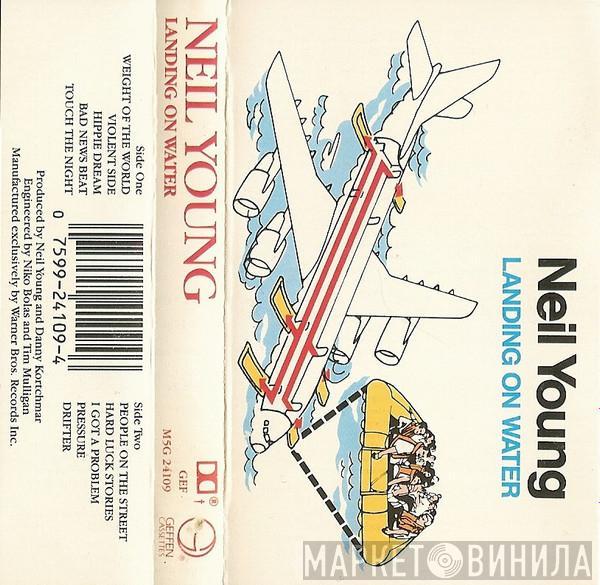 Neil Young
LANDING ON WATER
NEIL YOUNG
LANDING ON WATER
®
†
GEF
M5G 24109
GEFFEN
CASSETTES
Side One
WEIGHT OF THE WORLD
VIOLENT SIDE
HIPPIE DREAM
BAD NEWS BEAT
TOUCH THE NIGHT
Side Two
PEOPLE ON THE STREET
HARD LUCK STORIES
I GOT A PROBLEM
PRESSURE
DRIFTER
0 7599-24109-4
Produced by Neil Young and Danny Kortchmar
Engineered by Niko Bolas and Tim Mulligan
Manufactured exclusively by Warner Bros. Records Inc.
МАРКЕТ ВИНИЛА